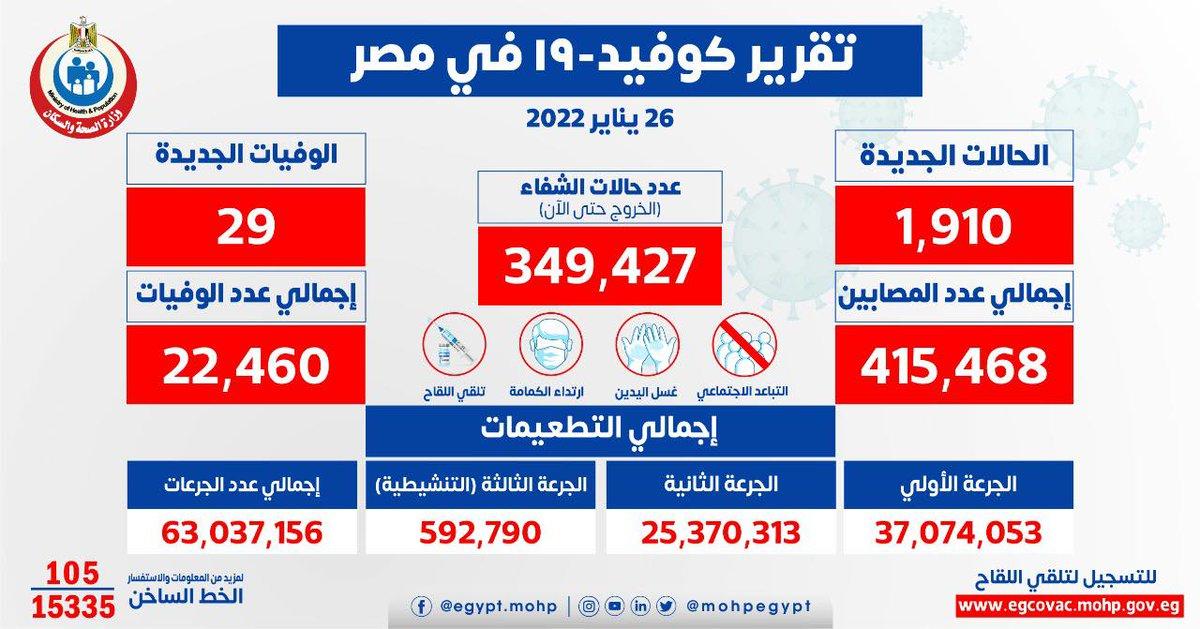 تقرير كوفيد-١٩ في مصر
26 يناير 2022
Ministry of Health & Population
وزارة الصحة والسكان
الحالات الجديدة
1,910
إجمالي عدد المصابين
415,468
عدد حالات الشفاء
(الخروج حتى الآن)
349,427
الوفيات الجديدة
29
إجمالي عدد الوفيات
22,460
التباعد الاجتماعي
غسل اليدين
ارتداء الكمامة
تلقي اللقاح
إجمالي التطعيمات
الجرعة الأولي
37,074,053
الجرعة الثانية
25,370,313
الجرعة الثالثة (التنشيطية)
592,790
إجمالي عدد الجرعات
63,037,156
للتسجيل لتلقي اللقاح
www.egcovac.mohp.gov.eg
@egypt.mohp
@mohpegypt
لمزيد من المعلومات والاستفسار
الخط الساخن
105
15335